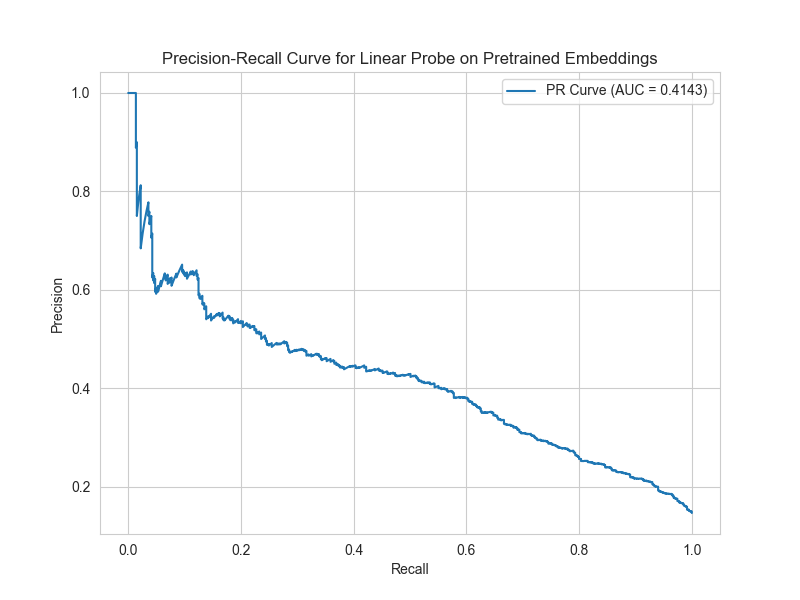 Precision-Recall Curve for Linear Probe on Pretrained Embeddings
PR Curve (AUC = 0.4143)
1.0
0.8
0.6
0.4
0.2
Precision
0.0 0.2 0.4 0.6 0.8 1.0
Recall